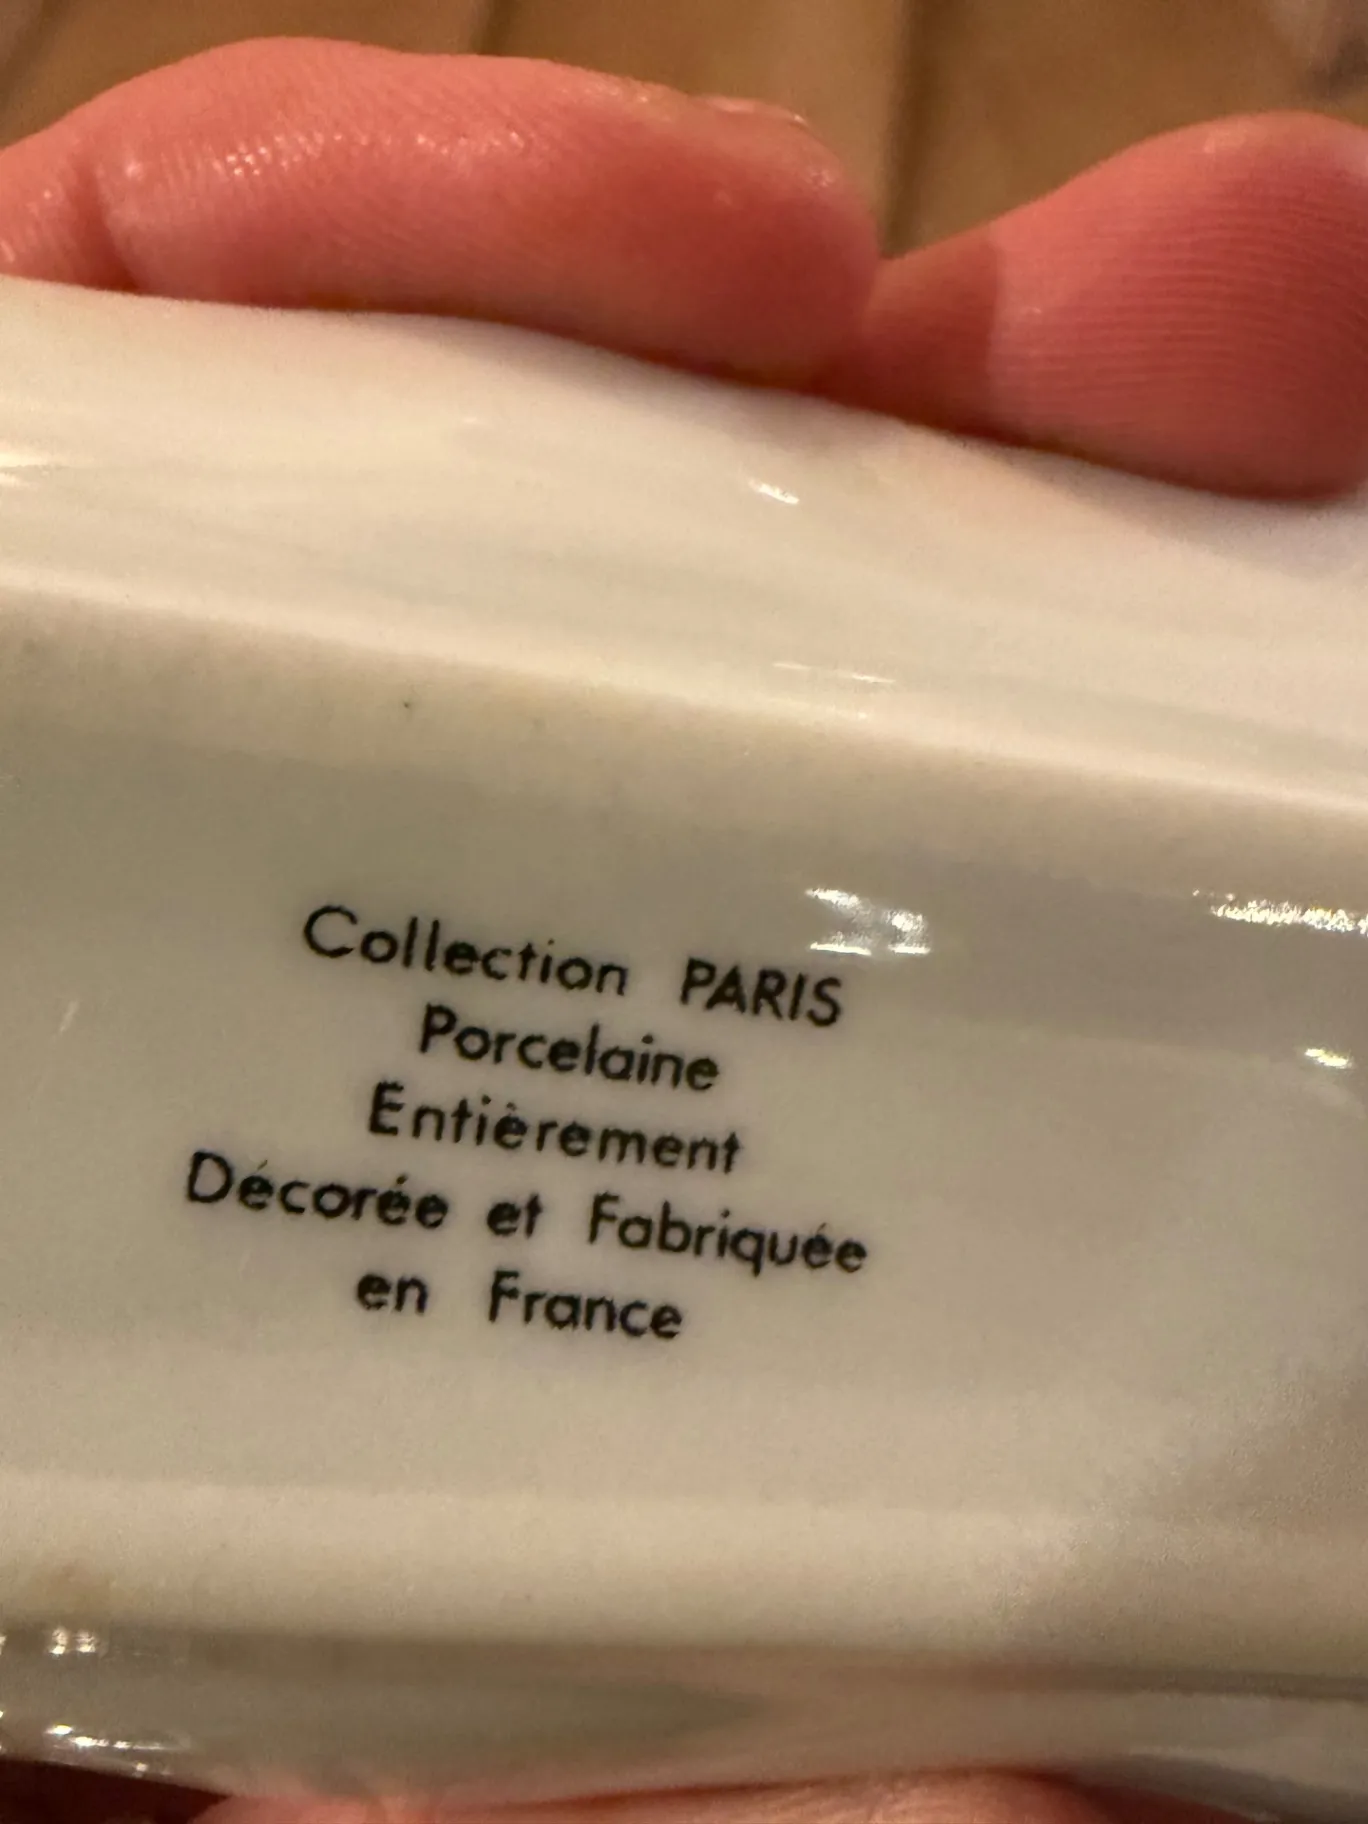 Collection PARIS
Porcelaine
Entièrement
Décorée et Fabriquée
en France